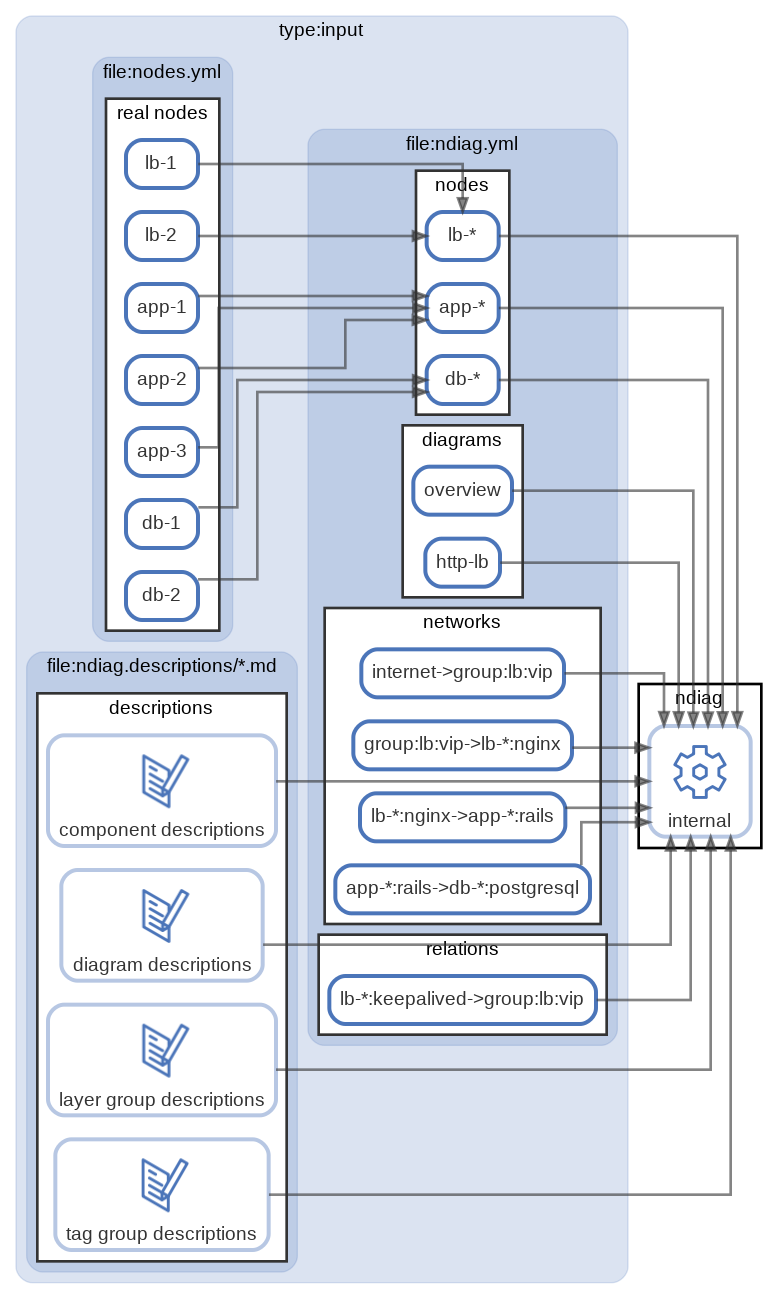 type:input
file:nodes.yml
real nodes
lb-1
lb-2
app-1
app-2
app-3
db-1
db-2
file:ndiag.yml
nodes
lb-*
app-*
db-*
diagrams
overview
http-lb
networks
internet->group:lb:vip
group:lb:vip->lb-*:nginx
lb-*:nginx->app-*:rails
app-*:rails->db-*:postgresql
relations
lb-*:keepalived->group:lb:vip
file:ndiag.descriptions/*.md
descriptions
component descriptions
diagram descriptions
layer group descriptions
tag group descriptions
ndiag
internal